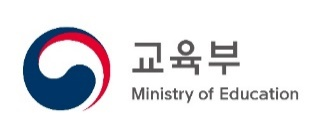 교육부
Ministry of Education